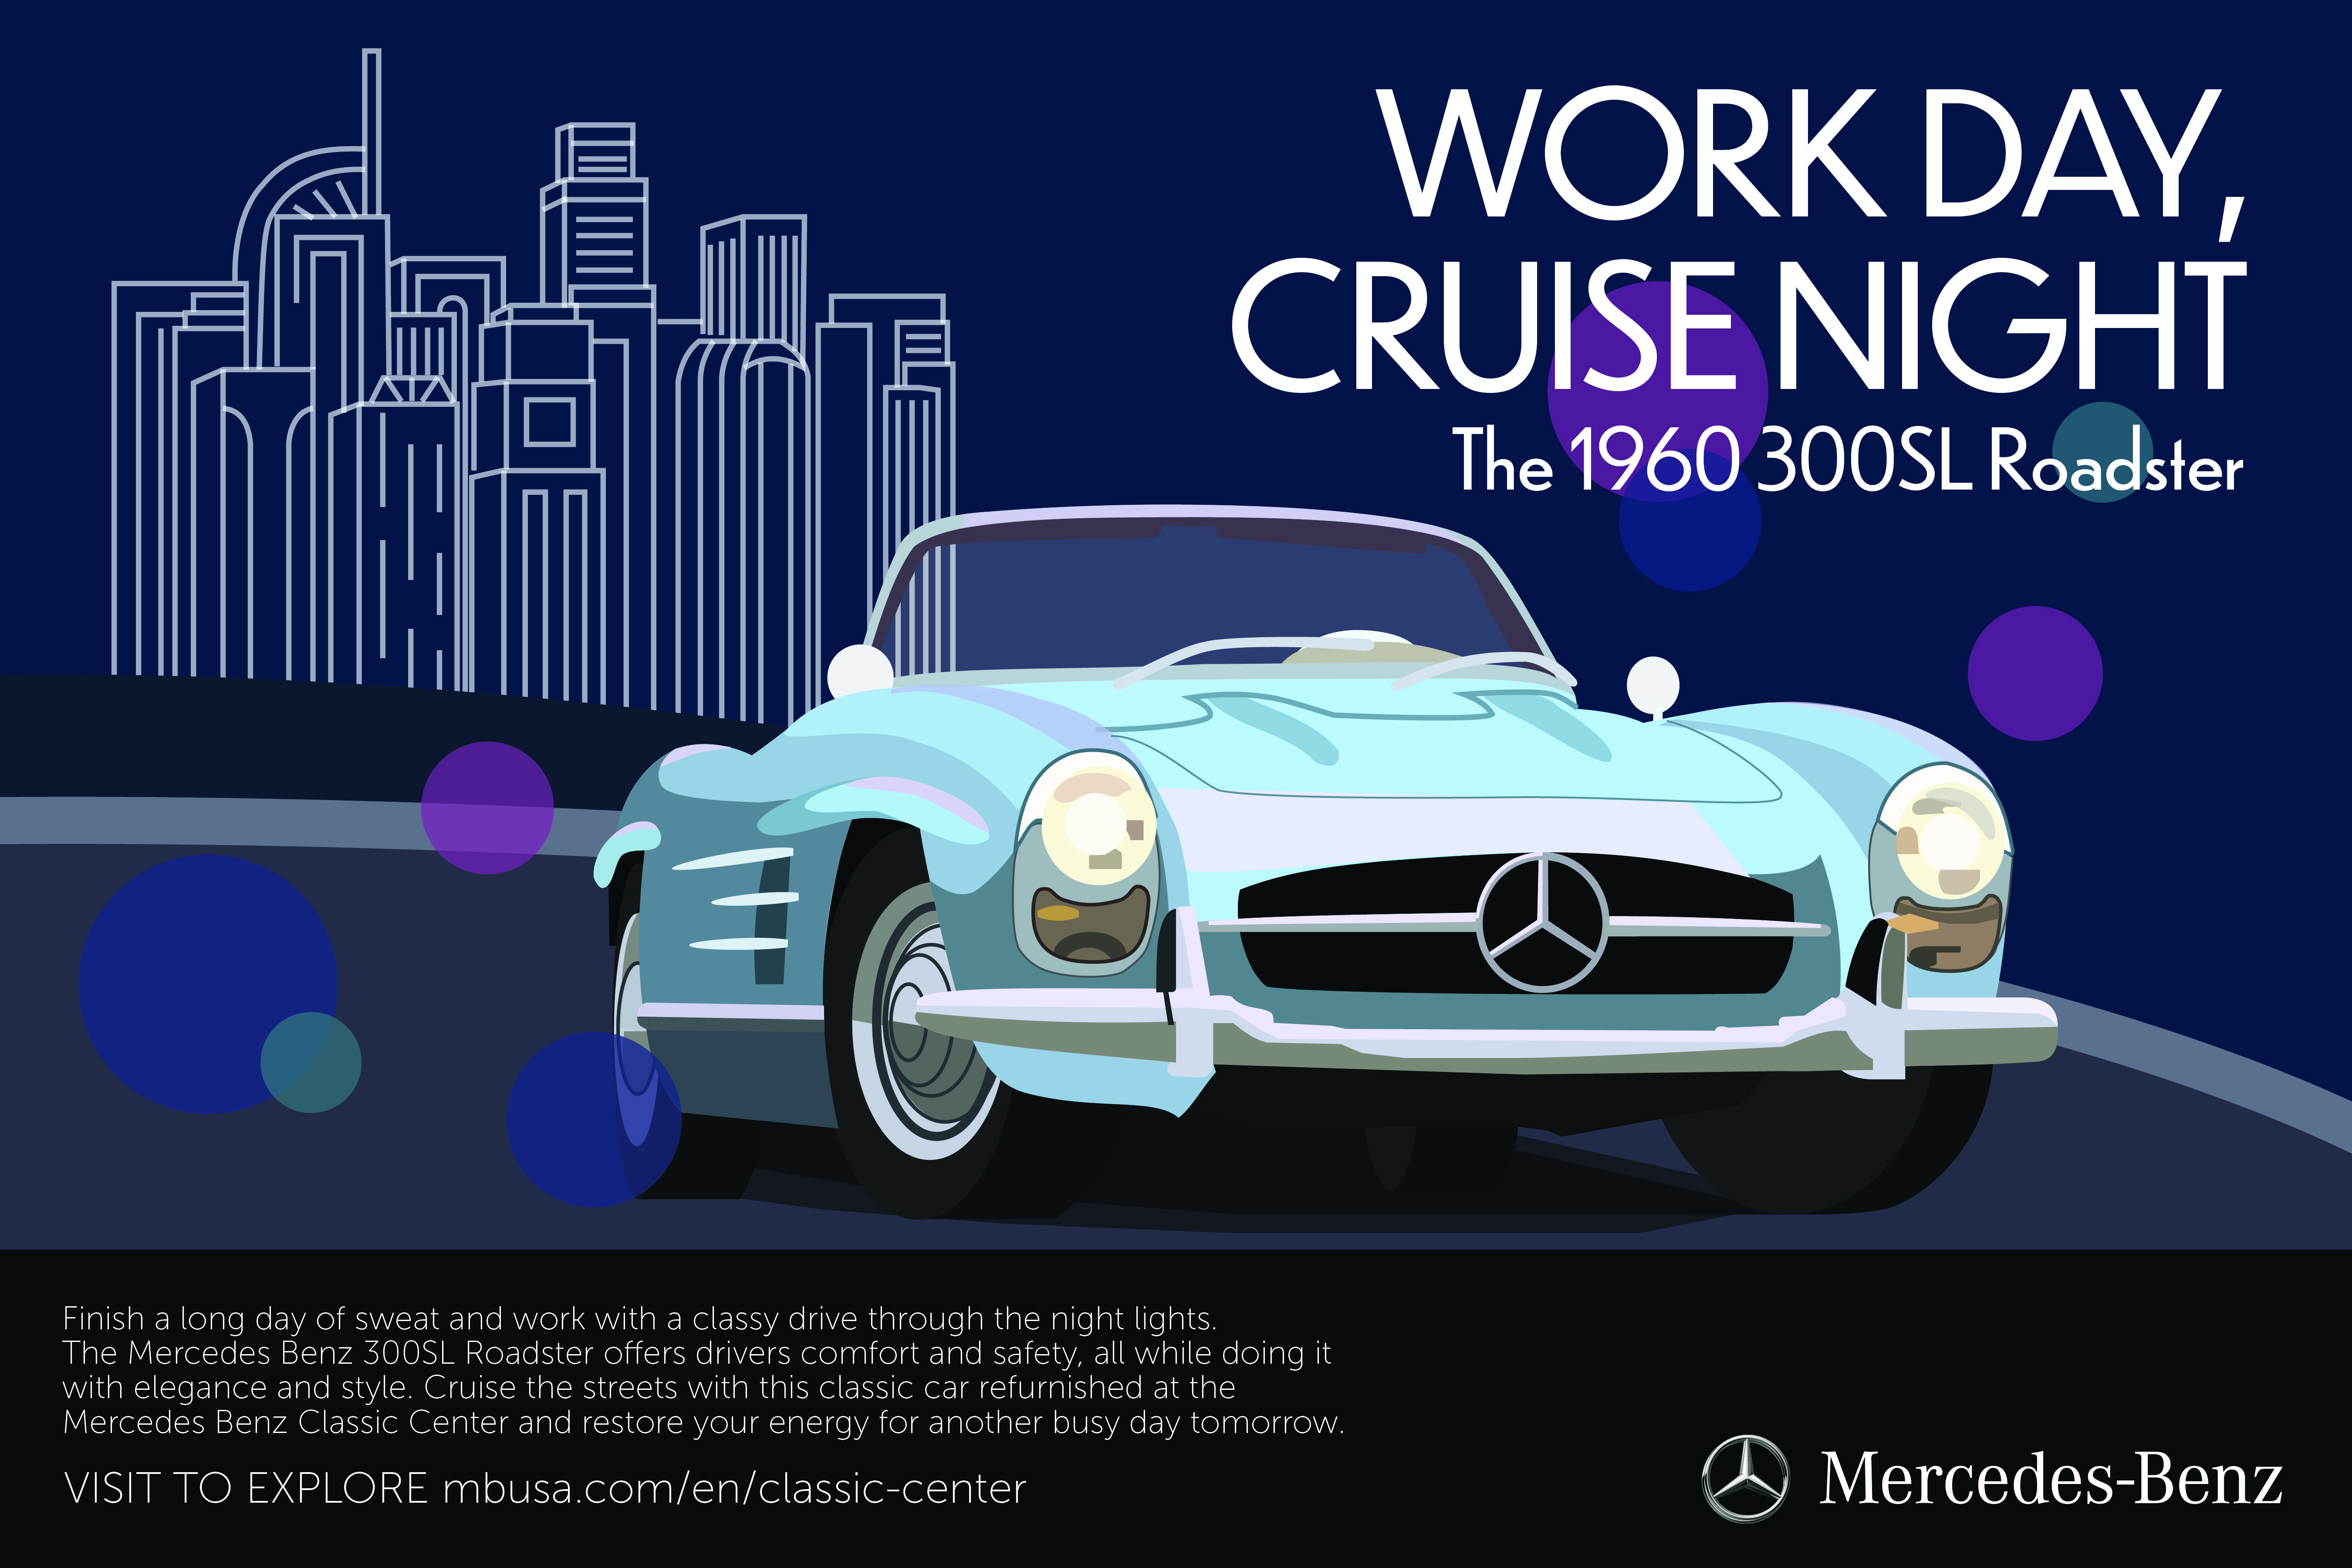 WORK DAY,
CRUISE NIGHT
The 1960 300SL Roadster
Finish a long day of sweat and work with a classy drive through the night lights.
The Mercedes Benz 300SL Roadster offers drivers comfort and safety, all while doing it
with elegance and style. Cruise the streets with this classic car refurnished at the
Mercedes Benz Classic Center and restore your energy for another busy day tomorrow.
VISIT TO EXPLORE mbusa.com/en/classic-center
Mercedes-Benz